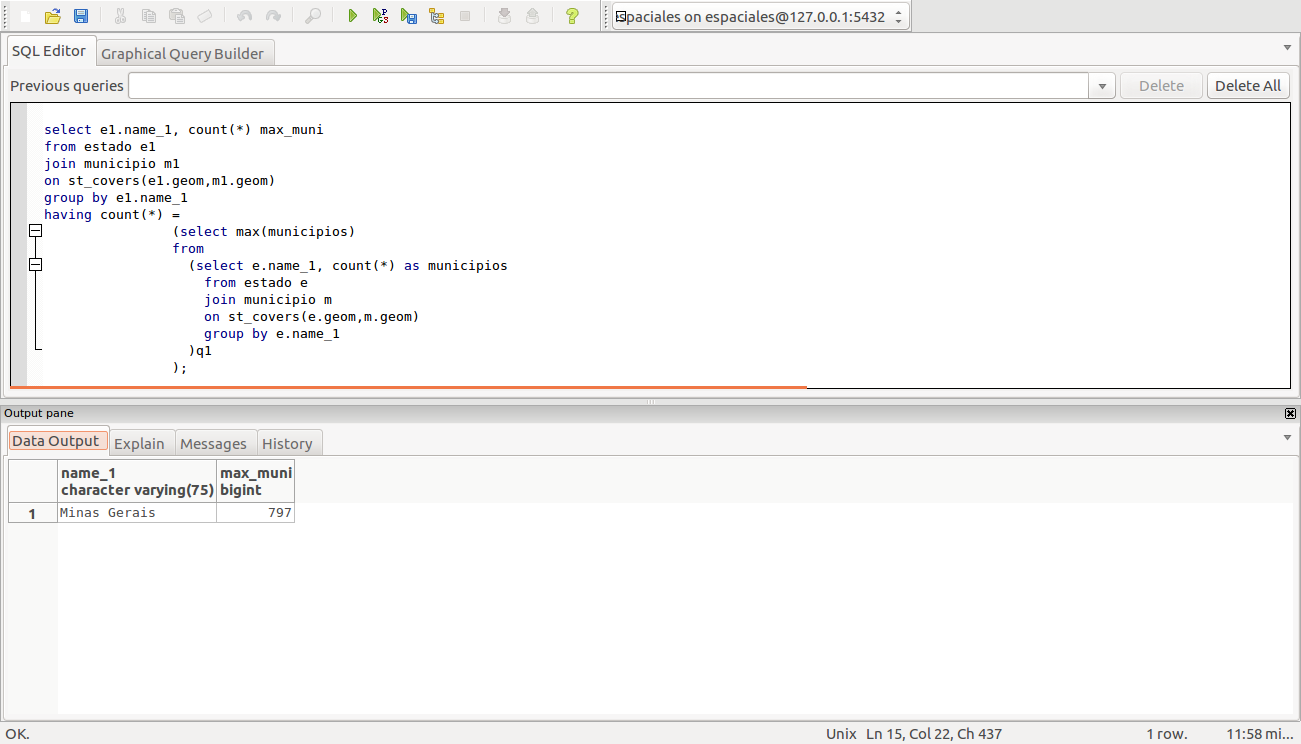 espaciales on espaciales@127.0.0.1:5432
SQL Editor
Graphical Query Builder
Previous queries
Delete
Delete All
select e1.name_1, count(*) max_muni
from estado e1
join municipio m1
on st_covers(e1.geom,m1.geom)
group by e1.name_1
having count(*) =
(select max(municipios)
from
(select e.name_1, count(*) as municipios
from estado e
join municipio m
on st_covers(e.geom,m.geom)
group by e.name_1
)q1
);
Output pane
Data Output
Explain
Messages
History
name_1
character varying(75)
max_muni
bigint
1
Minas Gerais
797
OK.
Unix
Ln 15, Col 22, Ch 437
1 row.
11:58 mi...